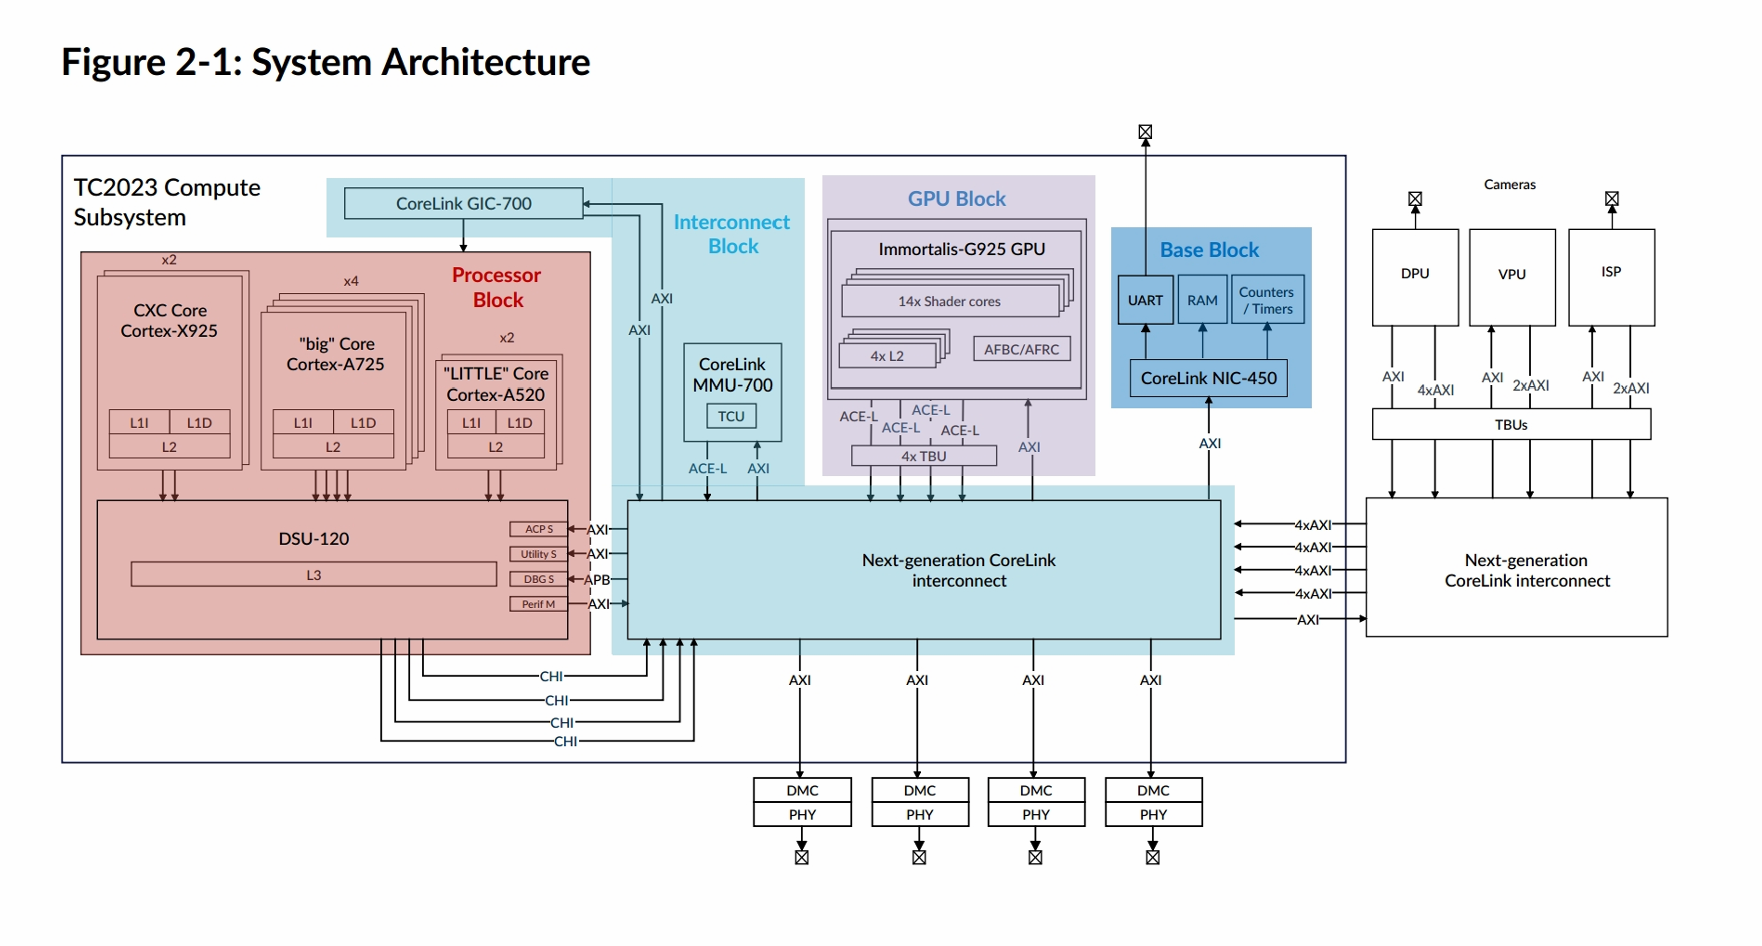 Figure 2-1: System Architecture
TC2023 Compute
Subsystem
CoreLink GIC-700
Interconnect
Block
AXI
AXI
Processor
Block
x2
CXC Core
Cortex-X925
L1I
L1D
L2
x4
"big" Core
Cortex-A725
L1I
L1D
L2
x2
"LITTLE" Core
Cortex-A520
L1I
L1D
L2
DSU-120
L3
ACP S
Utility S
DBG S
Perif M
AXI
AXI
APB
AXI
CHI
CHI
CHI
CHI
CoreLink
MMU-700
TCU
ACE-L
AXI
GPU Block
Immortalis-G925 GPU
14x Shader cores
4x L2
AFBC/AFRC
ACE-L
ACE-L
ACE-L
ACE-L
AXI
4x TBU
Base Block
UART
RAM
Counters
/ Timers
CoreLink NIC-450
AXI
Next-generation CoreLink
interconnect
AXI
AXI
AXI
AXI
DMC
PHY
DMC
PHY
DMC
PHY
DMC
PHY
4xAXI
4xAXI
4xAXI
4xAXI
AXI
Cameras
DPU
VPU
ISP
AXI
4xAXI
AXI
2xAXI
AXI
2xAXI
TBUs
Next-generation
CoreLink interconnect